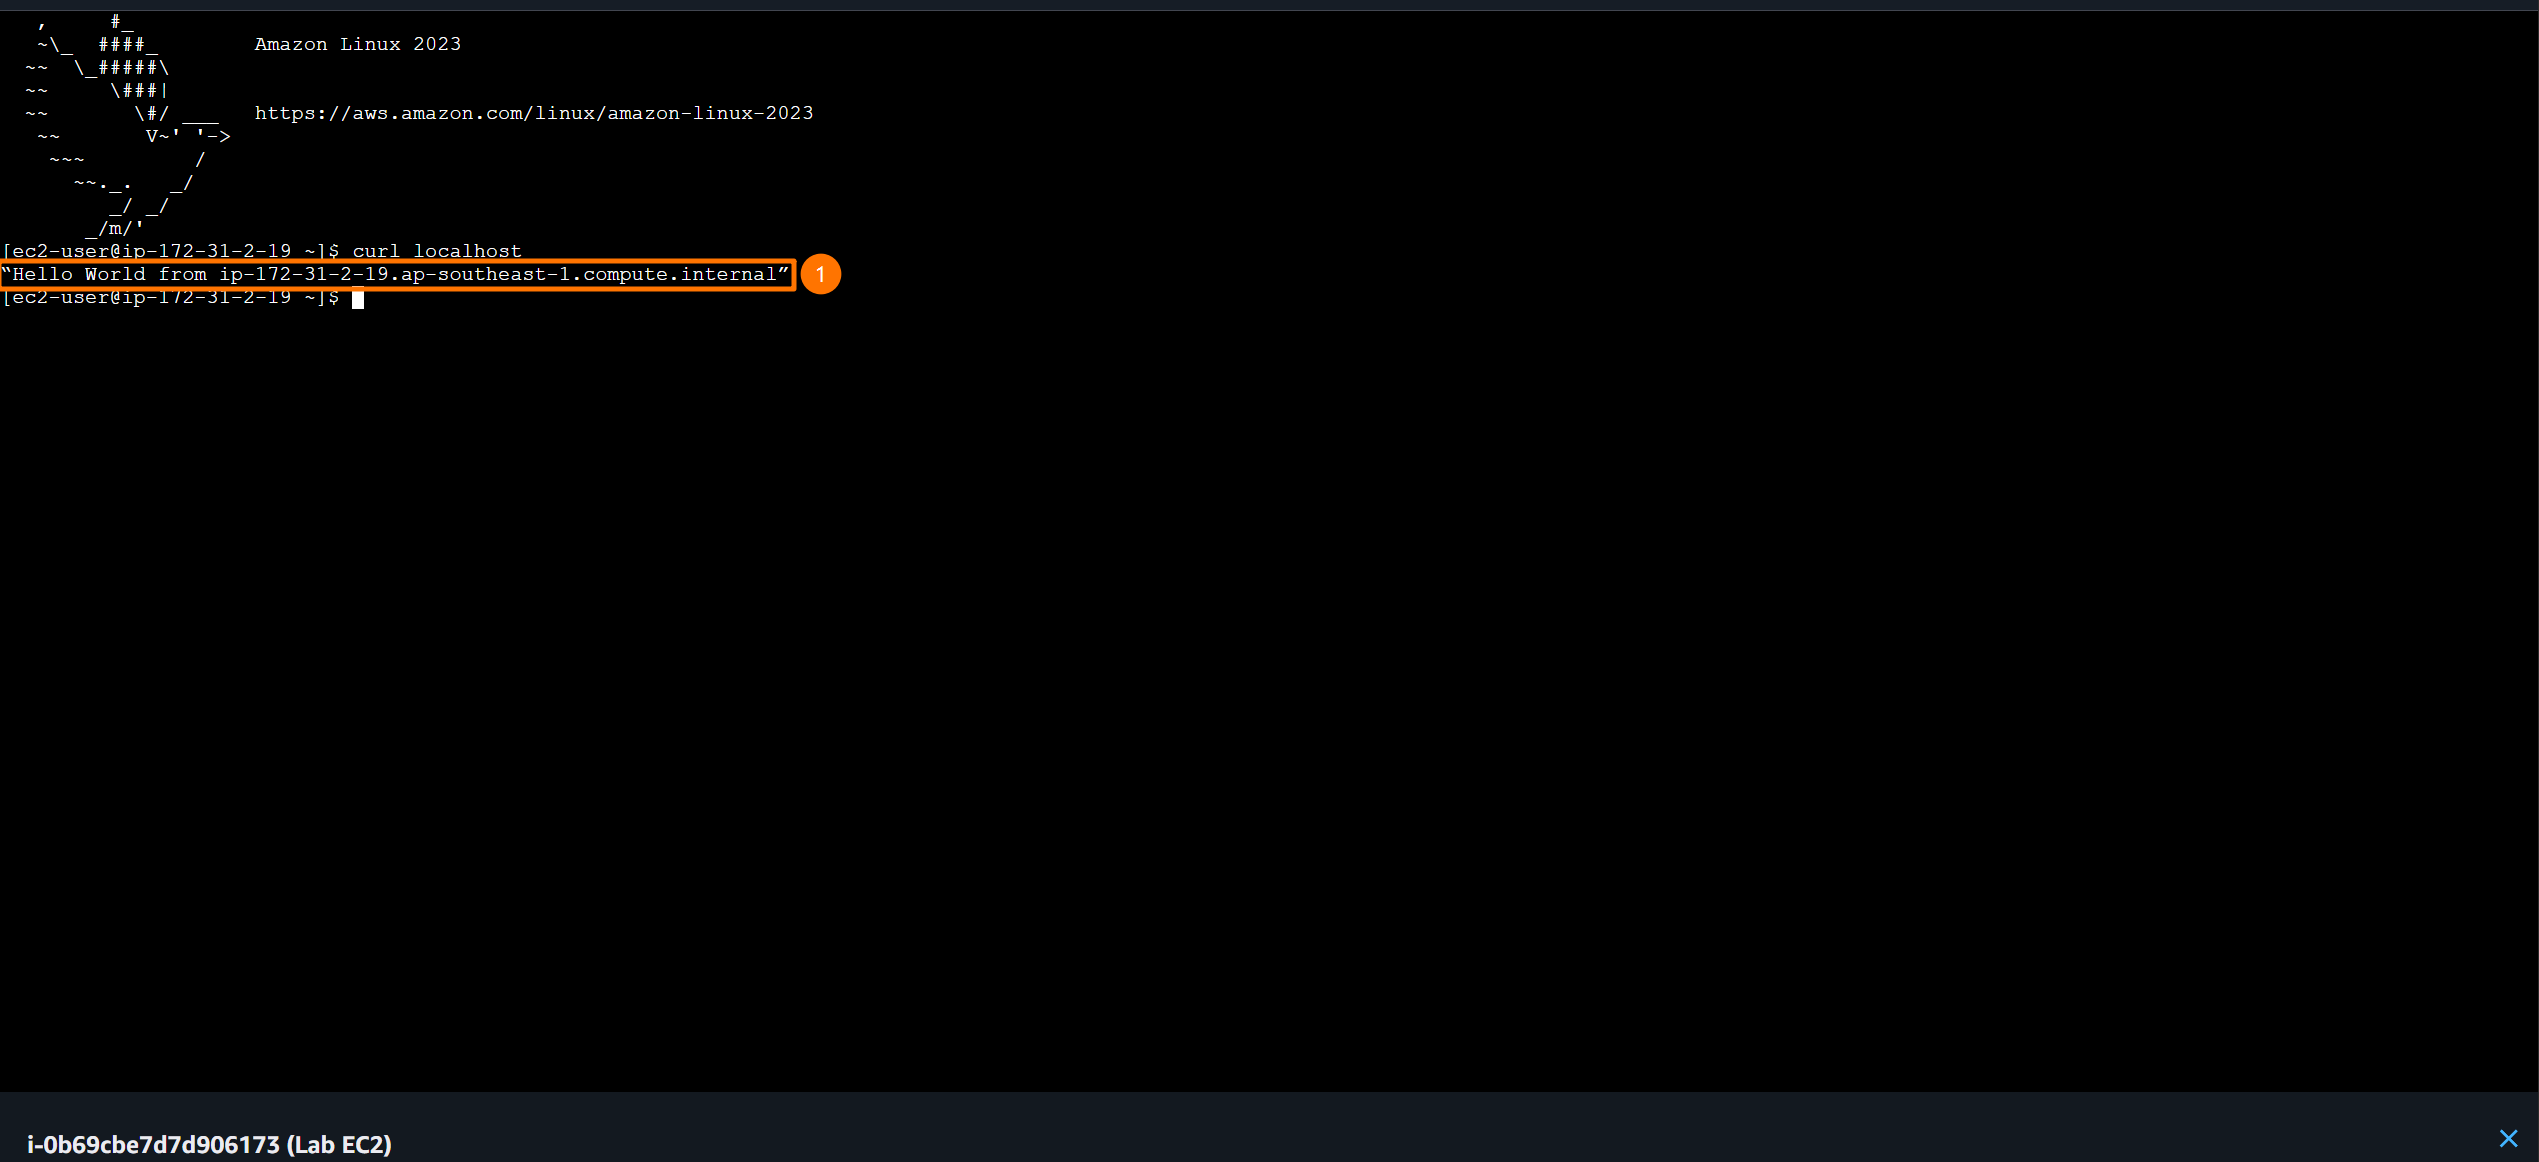 ,     #_
   ~\_  ####_        Amazon Linux 2023
  ~~  \_#####\
  ~~     \###|
  ~~       \#/ ___   https://aws.amazon.com/linux/amazon-linux-2023
   ~~       V~' '->
    ~~~         /
      ~~._.   _/
         _/ _/
       _/m/'
[ec2-user@ip-172-31-2-19 ~]$ curl localhost
“Hello World from ip-172-31-2-19.ap-southeast-1.compute.internal” 1
[ec2-user@ip-172-31-2-19 ~]$
i-0b69cbe7d7d906173 (Lab EC2)